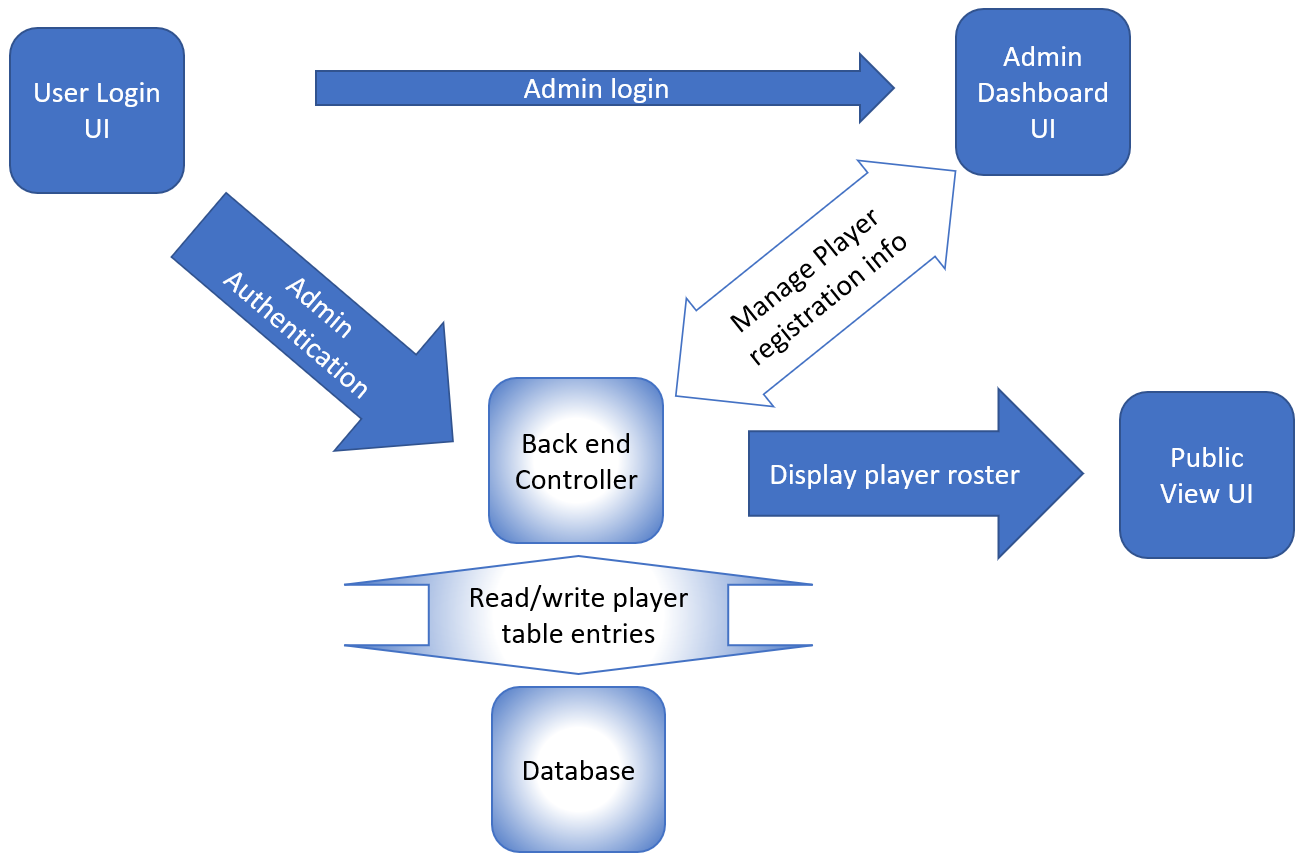 User Login
UI
Admin login
Admin
Dashboard
UI
Admin
Authentication
Manage Player
registration info
Back end
Controller
Display player roster
Public
View UI
Read/write player
table entries
Database